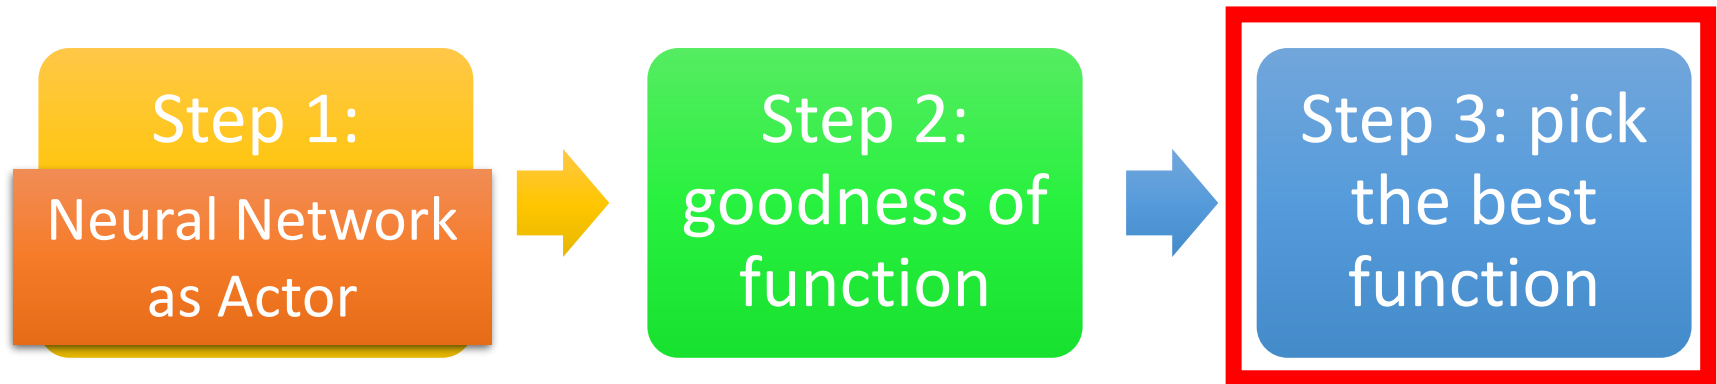 Step 1:
Neural Network
as Actor
Step 2:
goodness of
function
Step 3: pick
the best
function